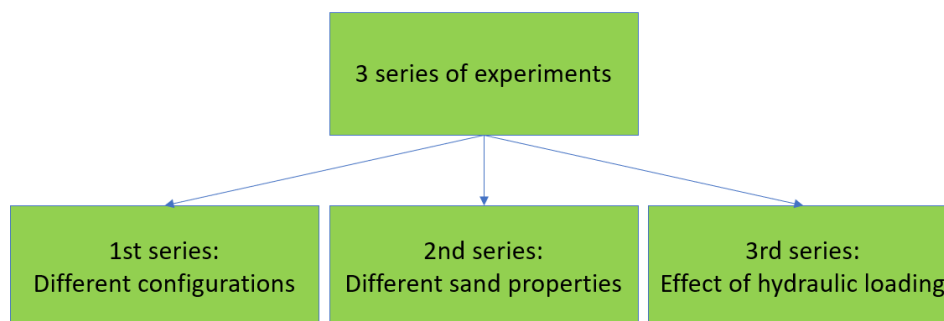 3 series of experiments
1st series:
Different configurations
2nd series:
Different sand properties
3rd series:
Effect of hydraulic loading